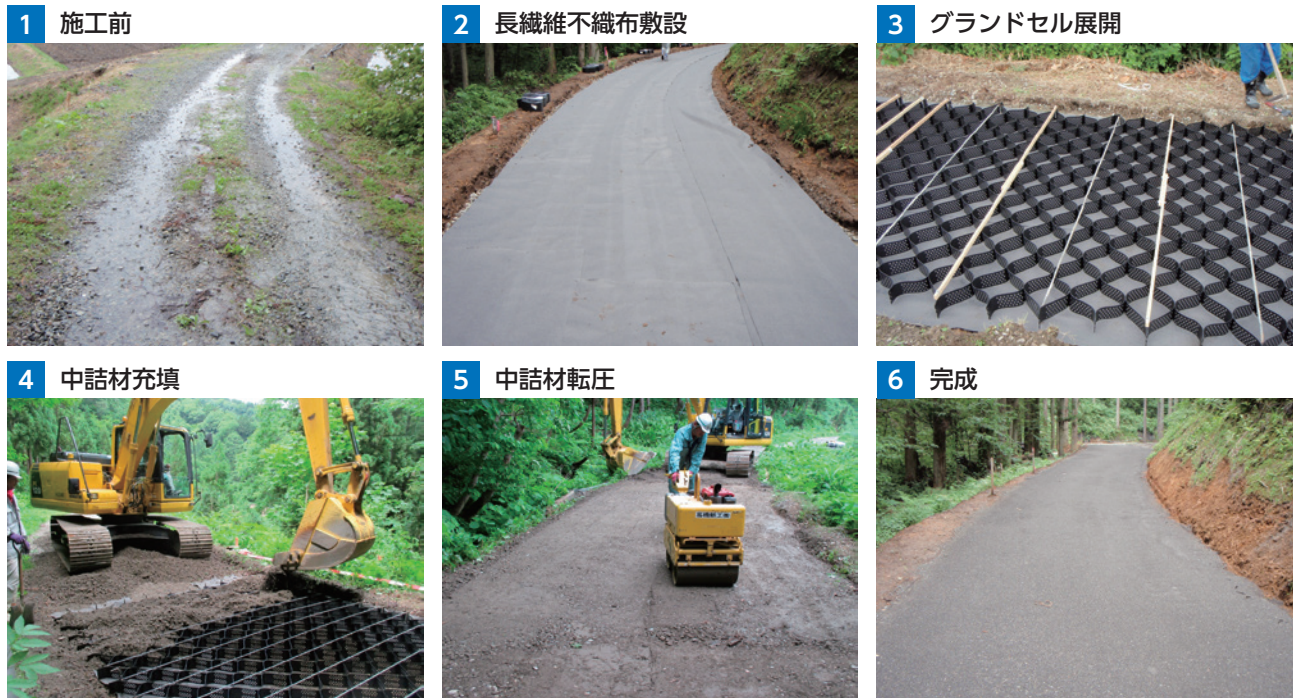 1 施工前
2 長繊維不織布敷設
3 グランドセル展開
4 中詰材充填
5 中詰材転圧
6 完成